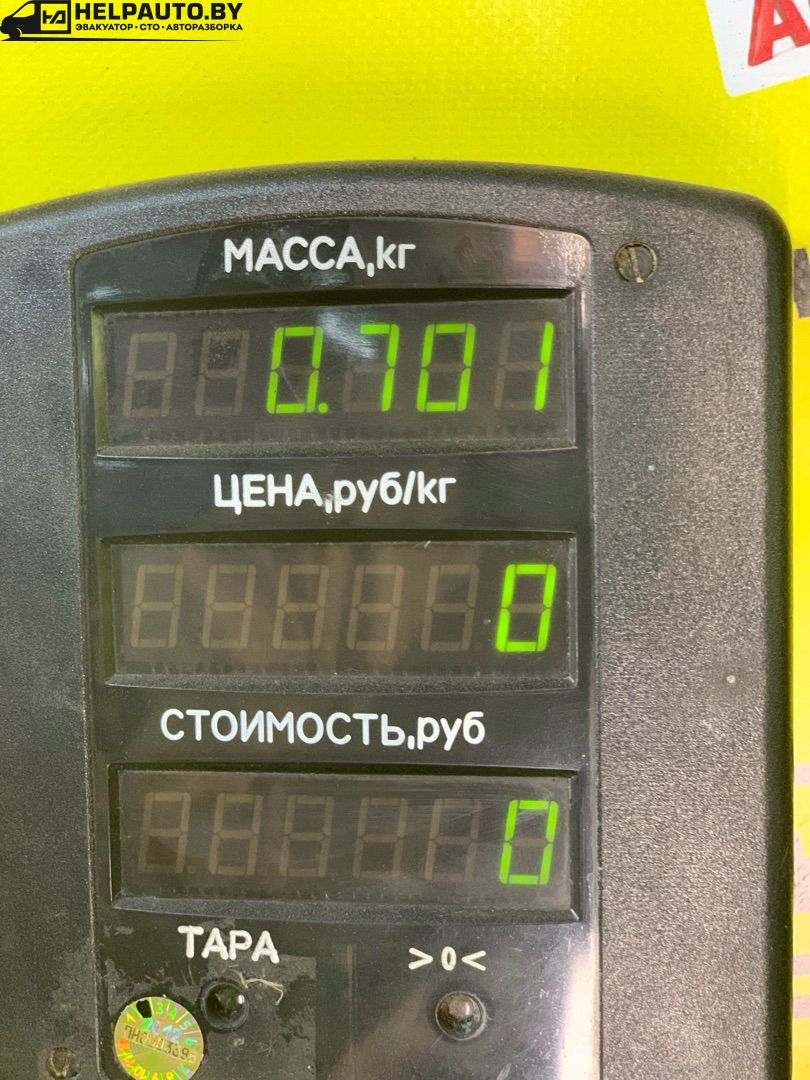 HELPAUTO.BY
ЭВАКУАТОР•СТО•АВТОРАЗБОРКА
МАССА,кг
0.701
ЦЕНА,руб/кг
0
СТОИМОСТЬ,руб
0
ТАРА >0<